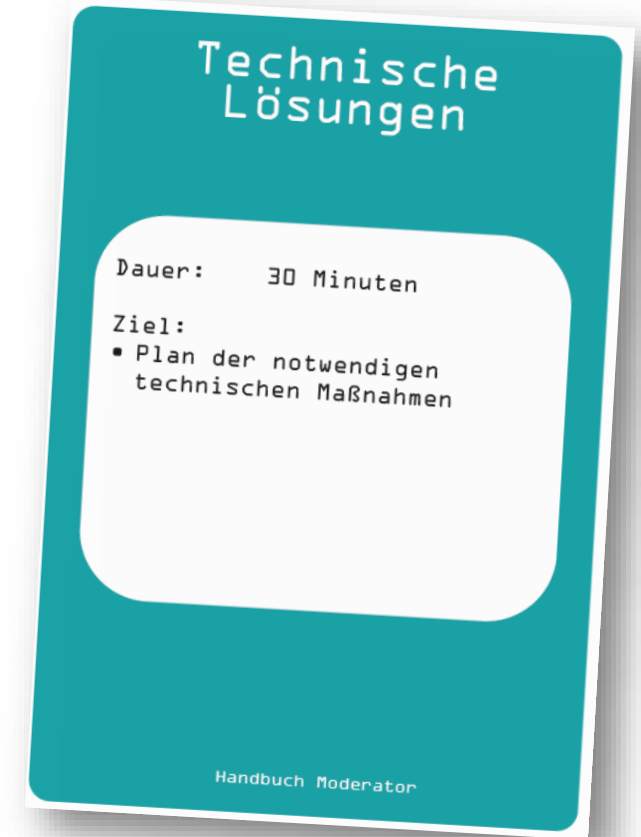 Technische
Lösungen
Dauer: 30 Minuten
Ziel:
▪ Plan der notwendigen
technischen Maßnahmen
Handbuch Moderator